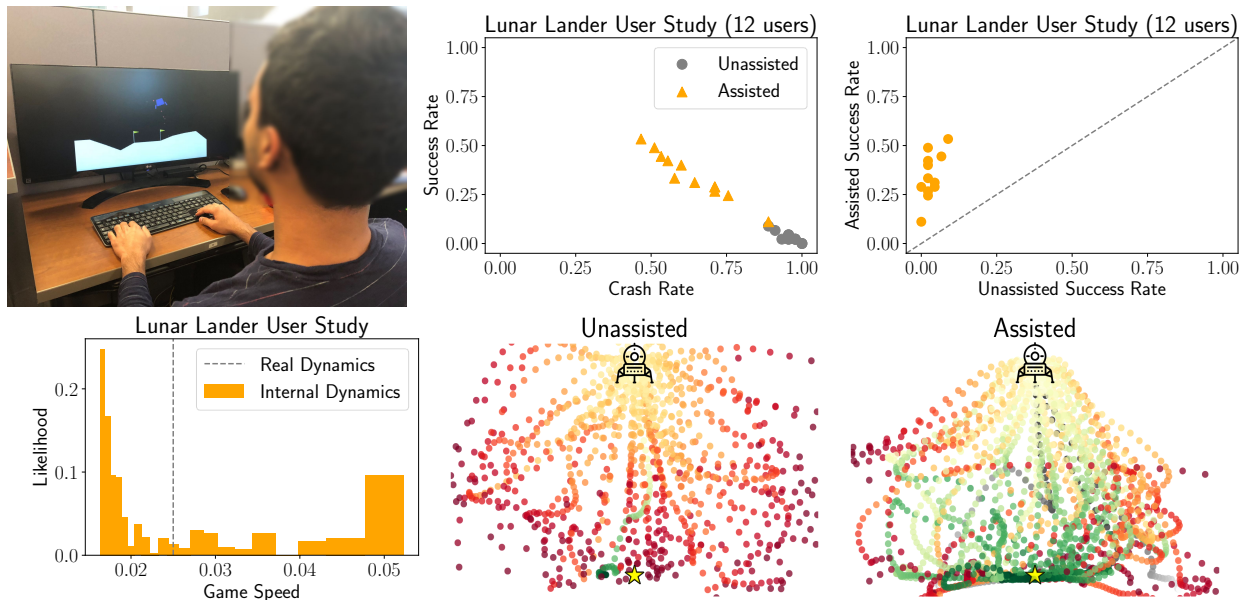 Lunar Lander User Study (12 users)
1.00
0.75
0.50
0.25
0.00
Success Rate
Unassisted
Assisted
0.00 0.25 0.50 0.75 1.00
Crash Rate
Lunar Lander User Study (12 users)
1.00
0.75
0.50
0.25
0.00
Assisted Success Rate
0.00 0.25 0.50 0.75 1.00
Unassisted Success Rate
Lunar Lander User Study
0.2
0.1
0.0
Likelihood
Real Dynamics
Internal Dynamics
0.02 0.03 0.04 0.05
Game Speed
Unassisted
Assisted